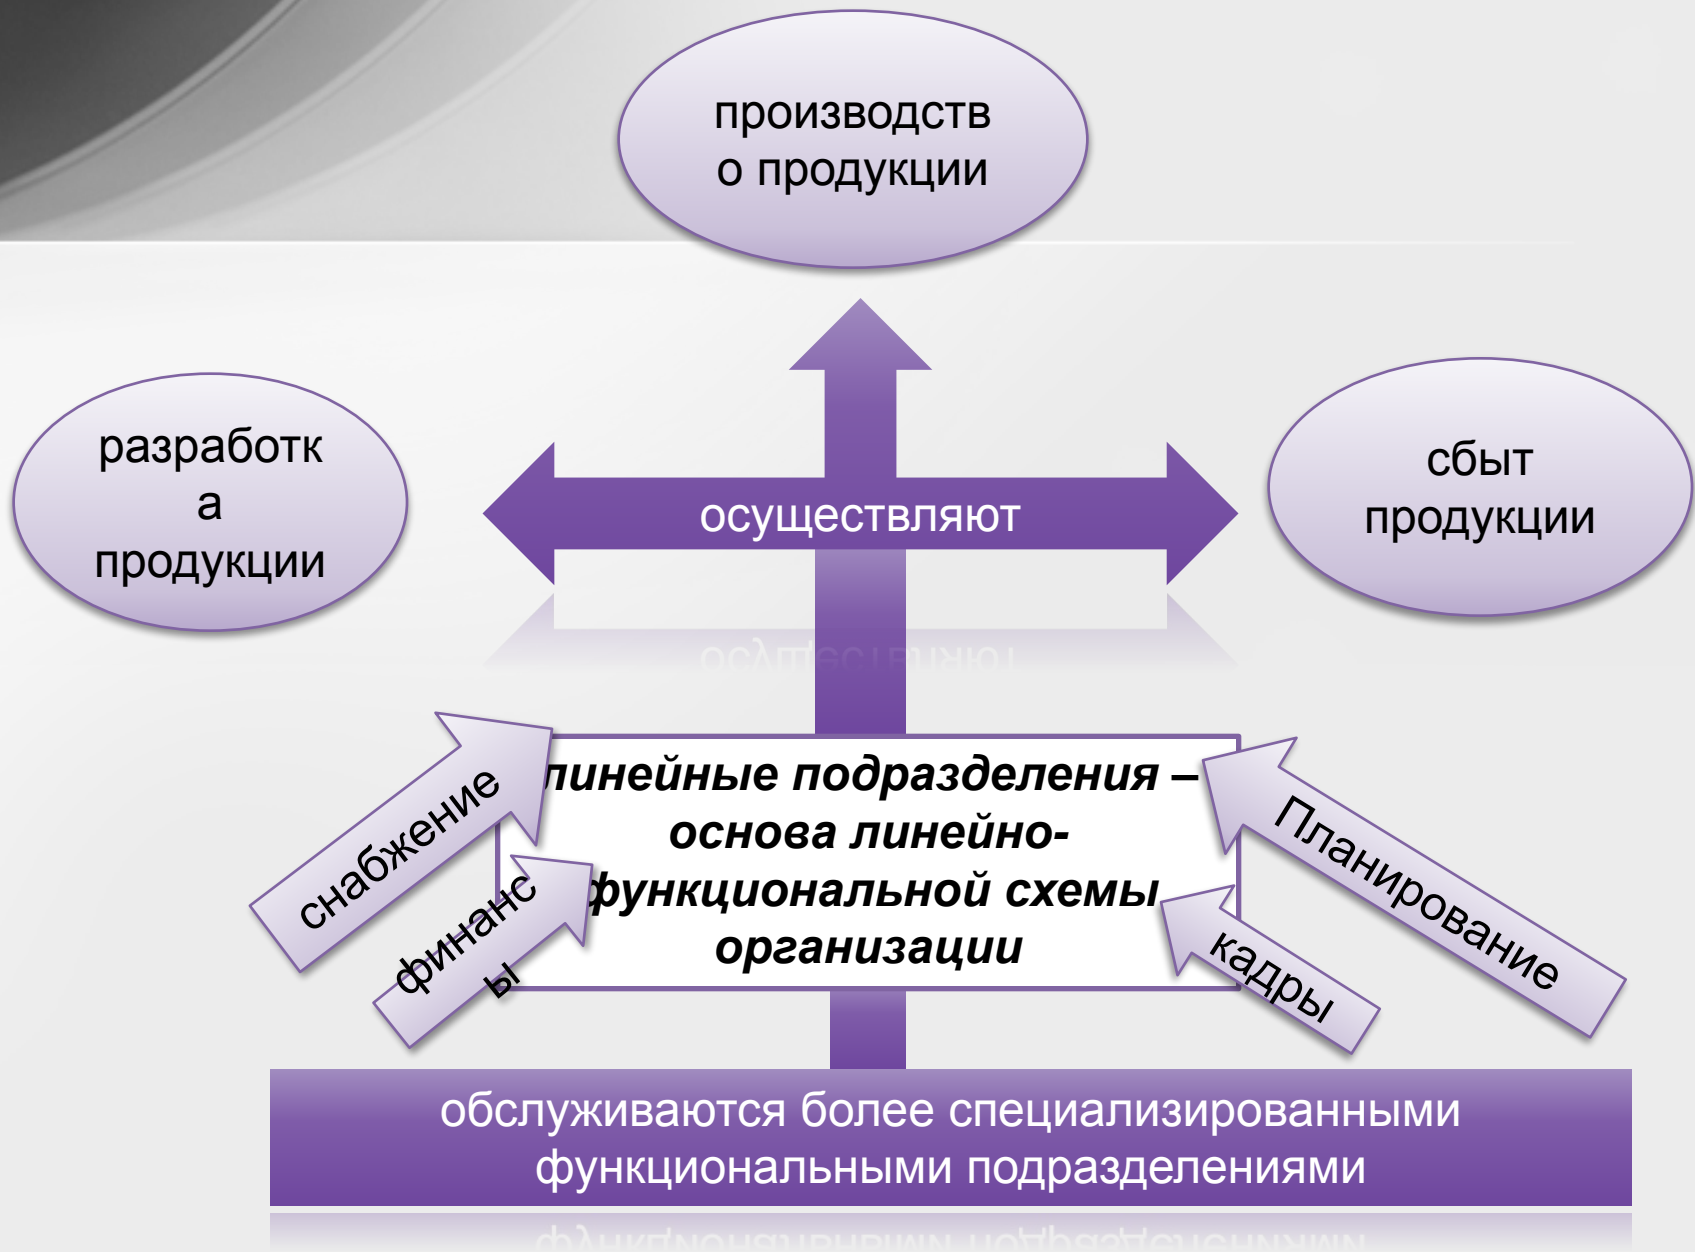 производств
о продукции
разработк
а
продукции
осуществляют
сбыт
продукции
линейные подразделения –
основа линейно-
функциональной схемы
организации
снабжение
финанс
ы
Планирование
кадры
обслуживаются более специализированными
функциональными подразделениями